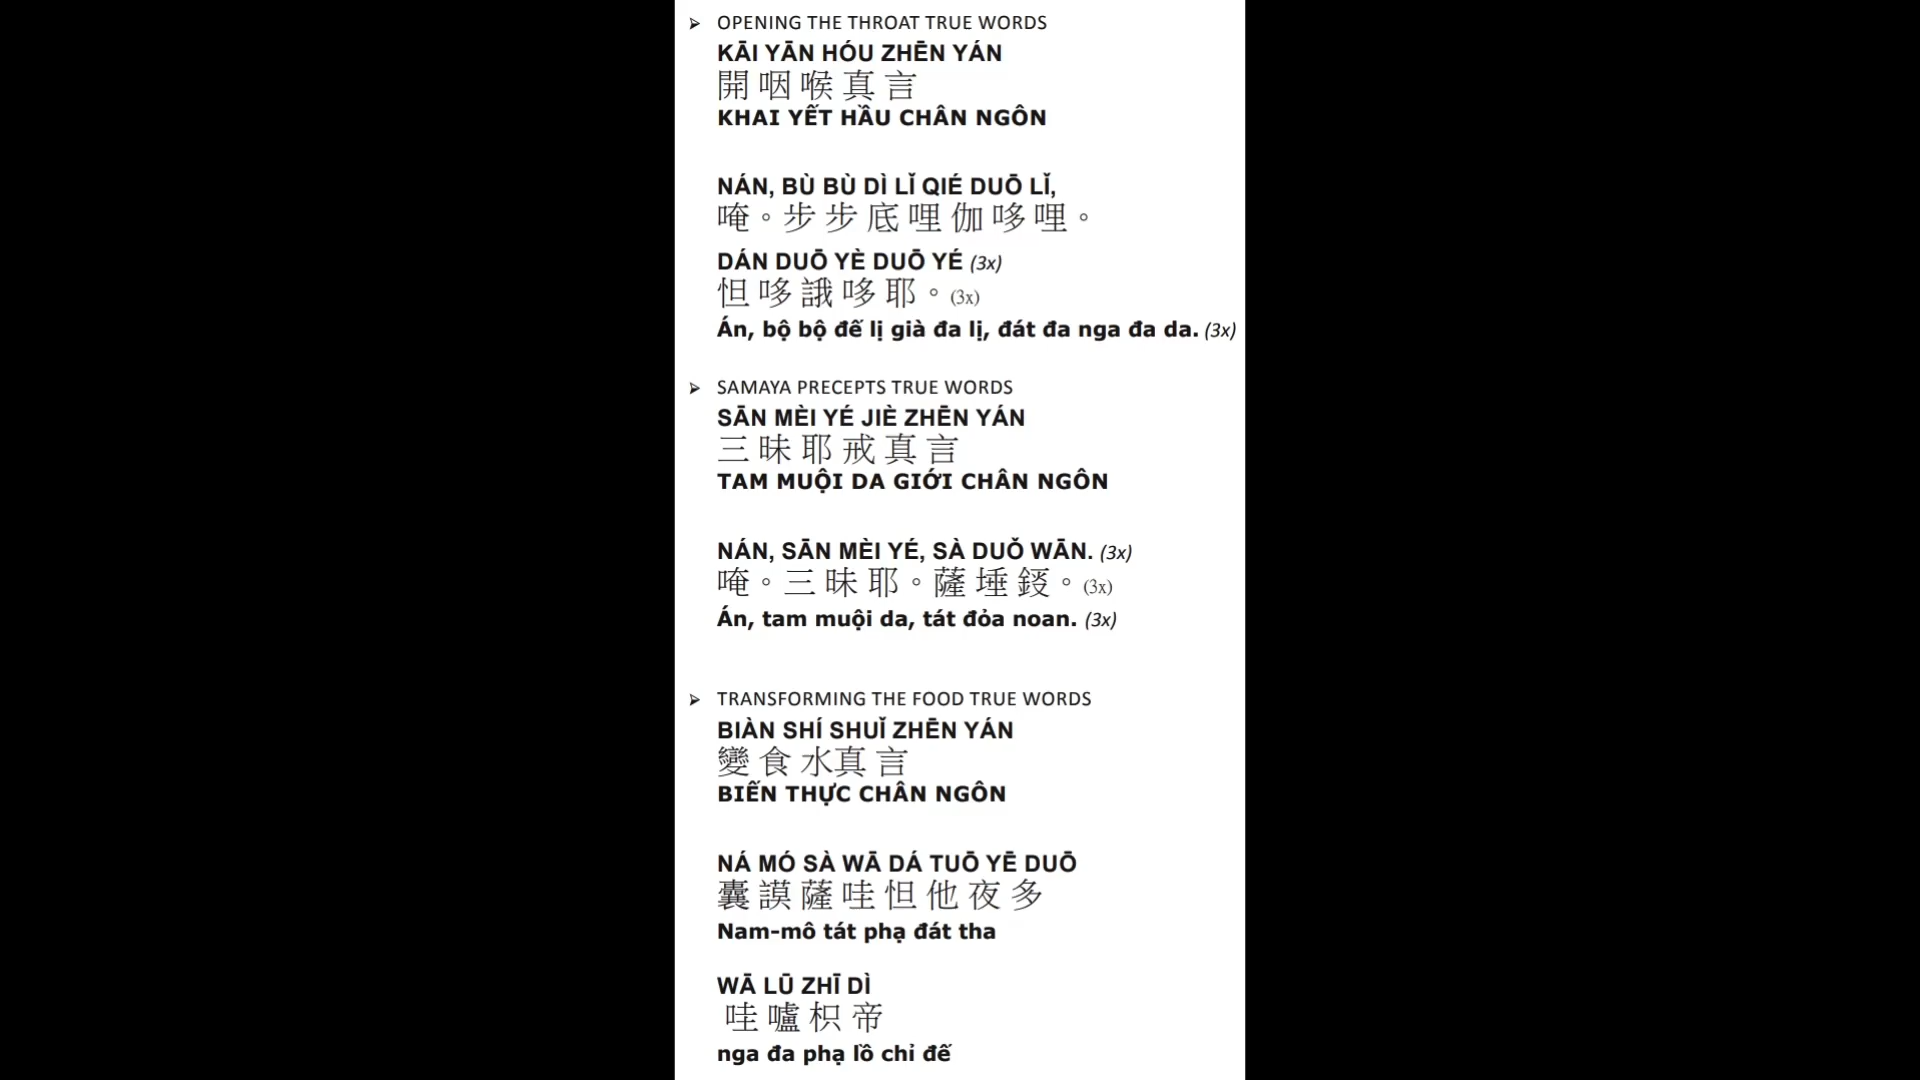 ➢ OPENING THE THROAT TRUE WORDS
KĀI YĀN HÓU ZHĒN YÁN
開咽喉真言
KHAI YẾT HẦU CHÂN NGÔN
NÁN, BÙ BÙ DÌ LǏ QIÉ DUŌ LǏ,
唵。步步底哩伽哆哩。
DÁN DUŌ YÈ DUŌ YÉ (3x)
怛哆誐哆耶。(3x)
Án, bộ bộ đế lị già đa lị, đát đa nga đa da. (3x)
➢ SAMAYA PRECEPTS TRUE WORDS
SĀN MÈI YÉ JIÈ ZHĒN YÁN
三昧耶戒真言
TAM MUỘI DA GIỚI CHÂN NGÔN
NÁN, SĀN MÈI YÉ, SÀ DUǑ WĀN. (3x)
唵。三昧耶。薩埵鋄。(3x)
Án, tam muội da, tát đỏa noan. (3x)
➢ TRANSFORMING THE FOOD TRUE WORDS
BIÀN SHÍ SHUǏ ZHĒN YÁN
變食水真言
BIẾN THỰC CHÂN NGÔN
NÁ MÓ SÀ WĀ DÁ TUŌ YĒ DUŌ
曩謨薩哇怛他夜多
Nam-mô tát phạ đát tha
WĀ LŪ ZHĪ DÌ
哇嚧枳帝
nga đa phạ lồ chỉ đế